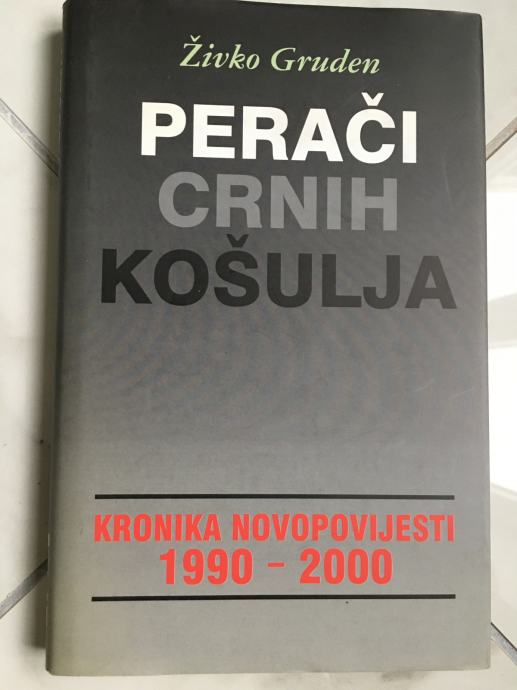 Živko Gruden
PERAČI
CRNIH
KOŠULJA
KRONIKA NOVOPOVIJESTI
1990 – 2000